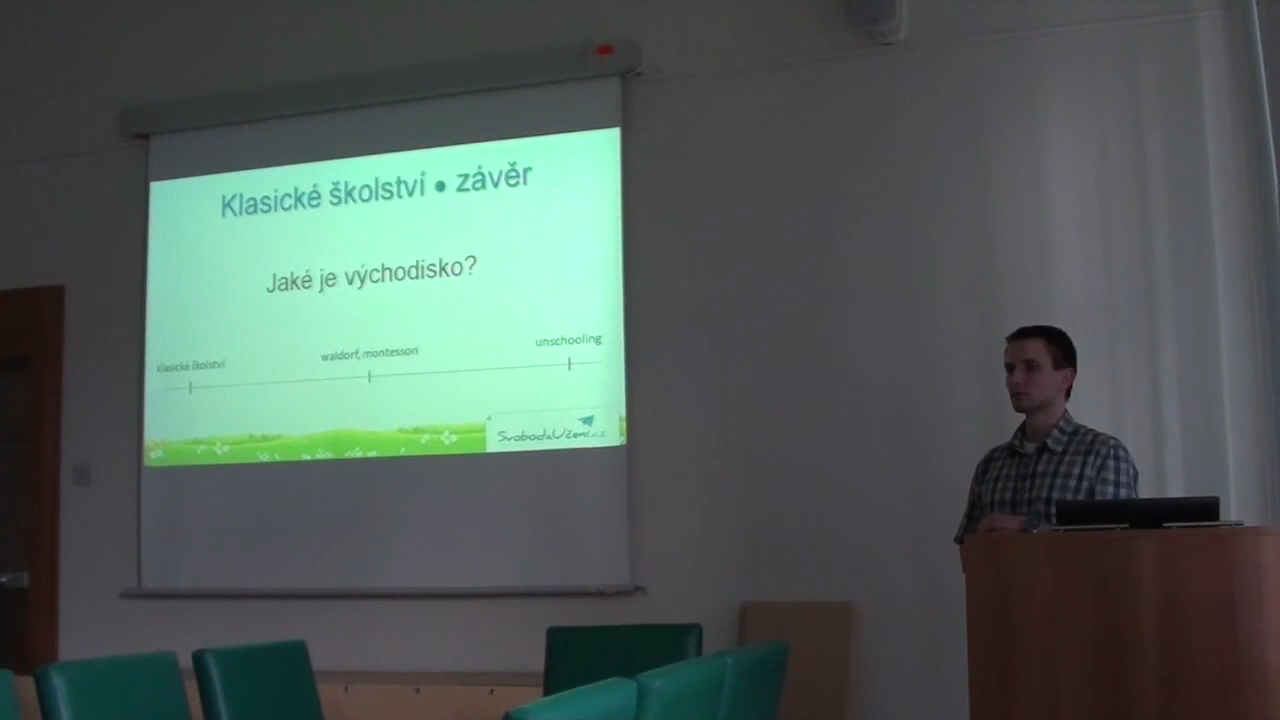 Klasické školství • závěr
Jaké je východisko?
klasické školství
waldorf, montessori
unschooling
SvobodaUčení.cz